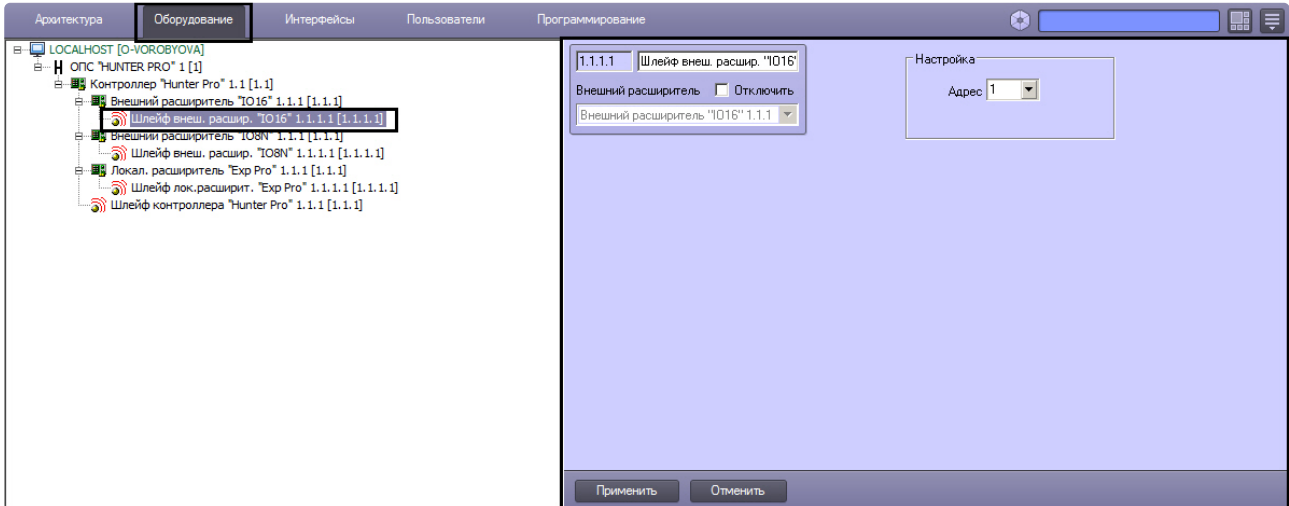 Архитектура Оборудование Интерфейсы Пользователи Программирование
LOCALHOST [O-VOROBYOVA]
ОПС "HUNTER PRO" 1 [1]
Контроллер "Hunter Pro" 1.1 [1.1]
Внешний расширитель "IO16" 1.1.1 [1.1.1]
Шлейф внеш. расшир. "IO16" 1.1.1.1 [1.1.1.1]
Внешний расширитель "IO8N" 1.1.1 [1.1.1]
Шлейф внеш. расшир. "IO8N" 1.1.1.1 [1.1.1.1]
Локал. расширитель "Exp Pro" 1.1.1 [1.1.1]
Шлейф лок.расширит. "Exp Pro" 1.1.1.1 [1.1.1.1]
Шлейф контроллера "Hunter Pro" 1.1.1 [1.1.1]
1.1.1.1 Шлейф внеш. расшир. "IO16"
Внешний расширитель Отключить
Внешний расширитель "IO16" 1.1.1
Настройка
Адрес 1
Применить Отменить